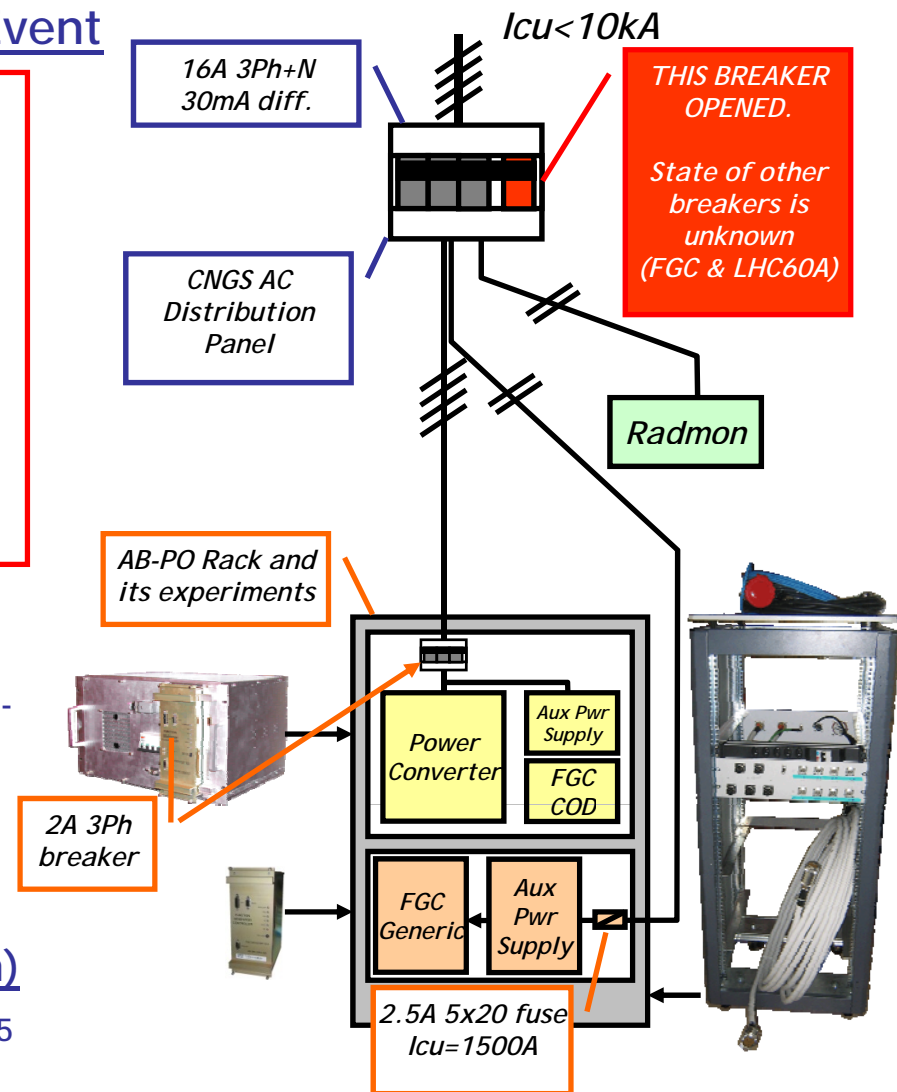 vent
Icu<10kA
16A 3Ph+N
30mA diff.
THIS BREAKER
OPENED.
State of other
breakers is
unknown
(FGC & LHC60A)
CNGS AC
Distribution
Panel
Radmon
AB-PO Rack and
its experiments
-
Power
Converter
Aux Pwr
Supply
FGC
COD
2A 3Ph
breaker
FGC
Generic
Aux
Pwr
Supply
)
5
2.5A 5x20 fuse
Icu=1500A